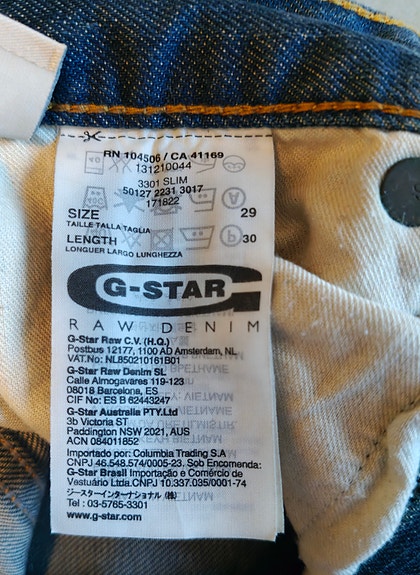 RN 104506 / CA 41169
131210044
3301 SLIM
50127 2231 3017
171822
SIZE 29
TAILLE TALLA TAGLIA
LENGTH 30
LONGUER LARGO LUNGHEZZA
G-STAR
RAW DENIM
G-Star Raw C.V. (H.Q.)
Postbus 12177, 1100 AD Amsterdam, NL
VAT.No: NL850210161B01
G-Star Raw Denim SL
Calle Almogavares 119-123
08018 Barcelona, ES
CIF No: ES B 62443247
G-Star Australia PTY.Ltd
3b Victoria ST
Paddington NSW 2021, AUS
ACN 084011852
Importado por: Columbia Trading S.A
CNPJ 46.548.574/0005-23. Sob Encomenda:
G-Star Brasil Importação e Comércio de
Vestuário Ltda.CNPJ 10.337.035/0001-74
ジースターインターナショナル (株)
Tel : 03-5765-3301
www.g-star.com